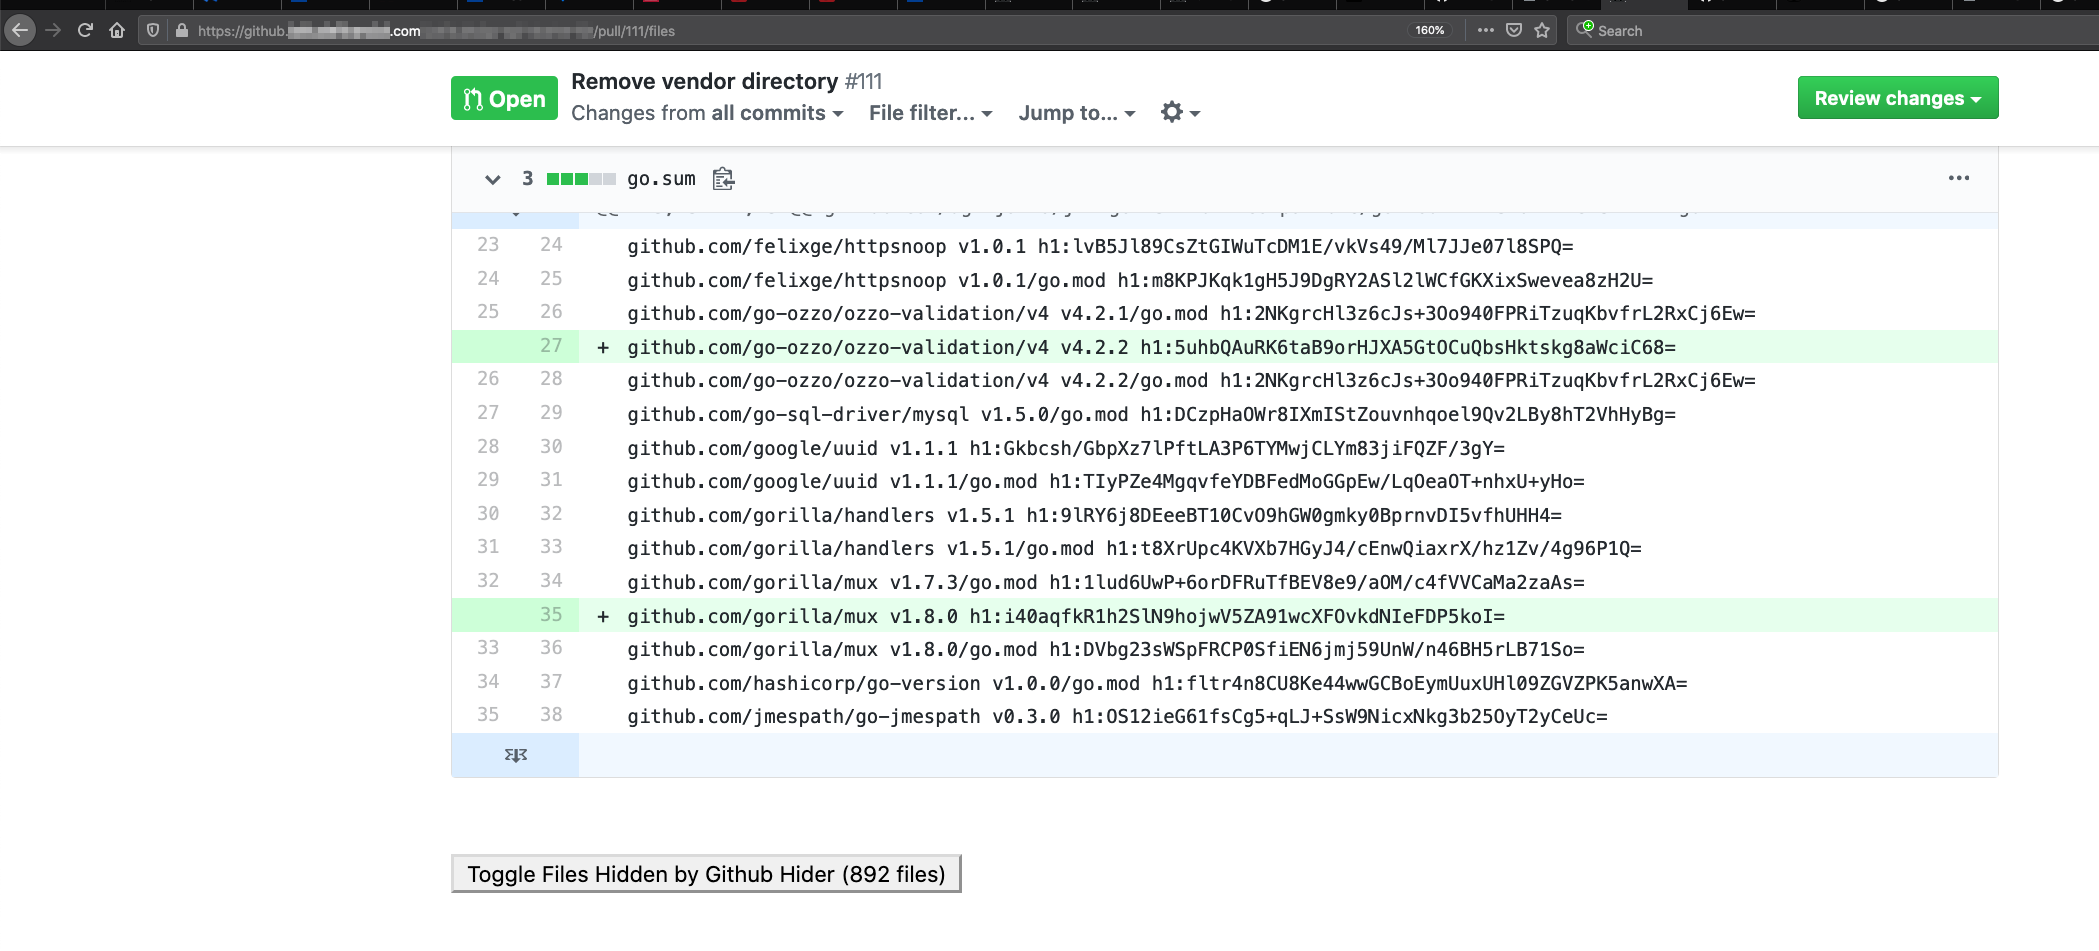 https://github. .com /pull/111/files
160%
Search
Open
Remove vendor directory #111
Changes from all commits File filter... Jump to...
Review changes
3 go.sum
23 24 github.com/felixge/httpsnoop v1.0.1 h1:lvB5Jl89CsZtGIWuTcDM1E/vkVs49/Ml7JJe07l8SPQ=
24 25 github.com/felixge/httpsnoop v1.0.1/go.mod h1:m8KPJKqk1gH5J9DgRY2ASl2lWCfGKXixSwevea8zH2U=
25 26 github.com/go-ozzo/ozzo-validation/v4 v4.2.1/go.mod h1:2NKgrcHl3z6cJs+3Oo940FPRiTzuqKbvfrL2RxCj6Ew=
27 + github.com/go-ozzo/ozzo-validation/v4 v4.2.2 h1:5uhbQAuRK6taB9orHJXA5GtOCuQbsHktskg8aWciC68=
26 28 github.com/go-ozzo/ozzo-validation/v4 v4.2.2/go.mod h1:2NKgrcHl3z6cJs+3Oo940FPRiTzuqKbvfrL2RxCj6Ew=
27 29 github.com/go-sql-driver/mysql v1.5.0/go.mod h1:DCzpHaOWr8IXmIStZouvnhqoel9Qv2LBy8hT2VhHyBg=
28 30 github.com/google/uuid v1.1.1 h1:Gkbcsh/GbpXz7lPftLA3P6TYMwjCLYm83jiFQZF/3gY=
29 31 github.com/google/uuid v1.1.1/go.mod h1:TIyPZe4MgqvfeYDBFedMoGGpEw/LqOeaOT+nhxU+yHo=
30 32 github.com/gorilla/handlers v1.5.1 h1:9lRY6j8DEeeBT10CvO9hGW0gmky0BprnvDI5vfhUHH4=
31 33 github.com/gorilla/handlers v1.5.1/go.mod h1:t8XrUpc4KVXb7HGyJ4/cEnwQiaxrX/hz1Zv/4g96P1Q=
32 34 github.com/gorilla/mux v1.7.3/go.mod h1:1lud6UwP+6orDFRuTfBEV8e9/aOM/c4fVVCaMa2zaAs=
35 + github.com/gorilla/mux v1.8.0 h1:i40aqfkR1h2SlN9hojwV5ZA91wcXFOvkdNIeFDP5koI=
33 36 github.com/gorilla/mux v1.8.0/go.mod h1:DVbg23sWSpFRCP0SfiEN6jmj59UnW/n46BH5rLB71So=
34 37 github.com/hashicorp/go-version v1.0.0/go.mod h1:fltr4n8CU8Ke44wwGCBoEymUuxUHl09ZGVZPK5anwXA=
35 38 github.com/jmespath/go-jmespath v0.3.0 h1:OS12ieG61fsCg5+qLJ+SsW9NicxNkg3b25OyT2yCeUc=
Toggle Files Hidden by Github Hider (892 files)